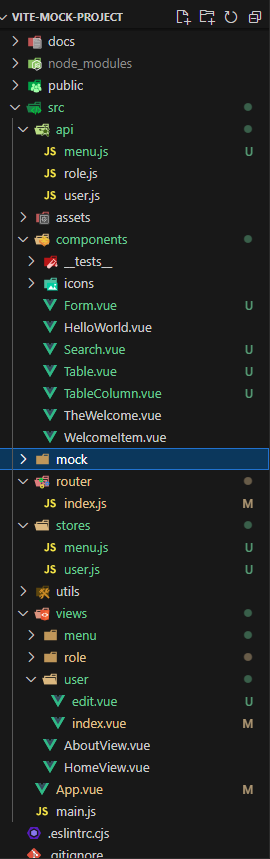 VITE-MOCK-PROJECT
docs
node_modules
public
src
api
JS menu.js U
JS role.js
JS user.js
assets
components
__tests__
icons
Form.vue U
HelloWorld.vue
Search.vue U
Table.vue U
TableColumn.vue U
TheWelcome.vue
WelcomeItem.vue
mock
router
JS index.js M
stores
JS menu.js U
JS user.js U
utils
views
menu
role
user
edit.vue U
index.vue M
AboutView.vue
HomeView.vue
App.vue M
JS main.js
.eslintrc.cjs
.gitignore